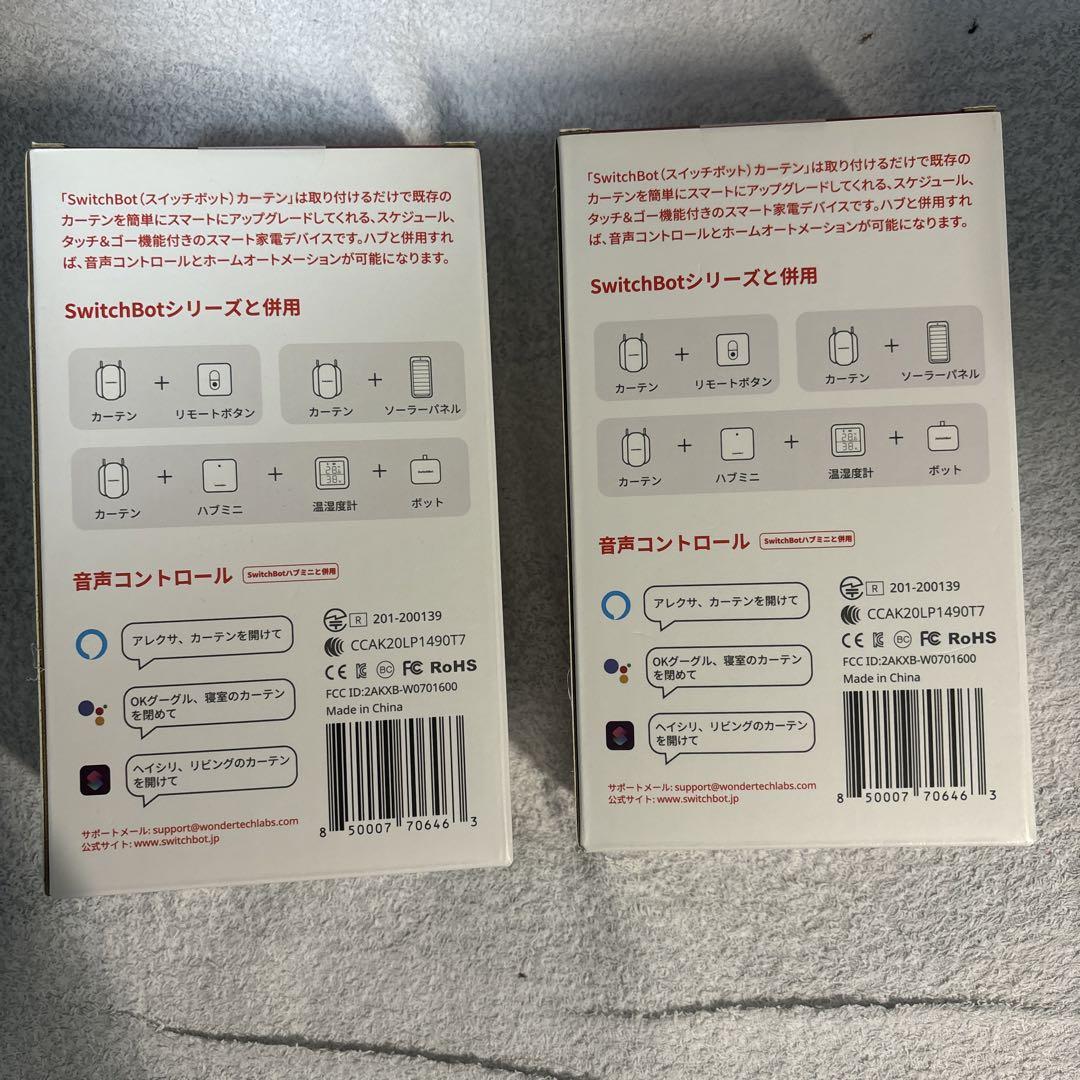 「SwitchBot（スイッチボット）カーテン」は取り付けるだけで既存の
カーテンを簡単にスマートにアップグレードしてくれる、スケジュール、
タッチ＆ゴー機能付きのスマート家電デバイスです。ハブと併用すれ
ば、音声コントロールとホームオートメーションが可能になります。
SwitchBotシリーズと併用
カーテン + リモートボタン
カーテン + ソーラーパネル
カーテン + ハブミニ + 温湿度計 + ボット
音声コントロール SwitchBotハブミニと併用
アレクサ、カーテンを開けて
OKグーグル、寝室のカーテン
を閉めて
ヘイシリ、リビングのカーテン
を開けて
R 201-200139
CCAK20LP1490T7
CE BC FC RoHS
FCC ID:2AKXB-W0701600
Made in China
8 50007 70646 3
サポートメール: support@wondertechlabs.com
公式サイト: www.switchbot.jp
「SwitchBot（スイッチボット）カーテン」は取り付けるだけで既存の
カーテンを簡単にスマートにアップグレードしてくれる、スケジュール、
タッチ＆ゴー機能付きのスマート家電デバイスです。ハブと併用すれ
ば、音声コントロールとホームオートメーションが可能になります。
SwitchBotシリーズと併用
カーテン + リモートボタン
カーテン + ソーラーパネル
カーテン + ハブミニ + 温湿度計 + ボット
音声コントロール SwitchBotハブミニと併用
アレクサ、カーテンを開けて
OKグーグル、寝室のカーテン
を閉めて
ヘイシリ、リビングのカーテン
を開けて
R 201-200139
CCAK20LP1490T7
CE BC FC RoHS
FCC ID:2AKXB-W0701600
Made in China
8 50007 70646 3
サポートメール: support@wondertechlabs.com
公式サイト: www.switchbot.jp